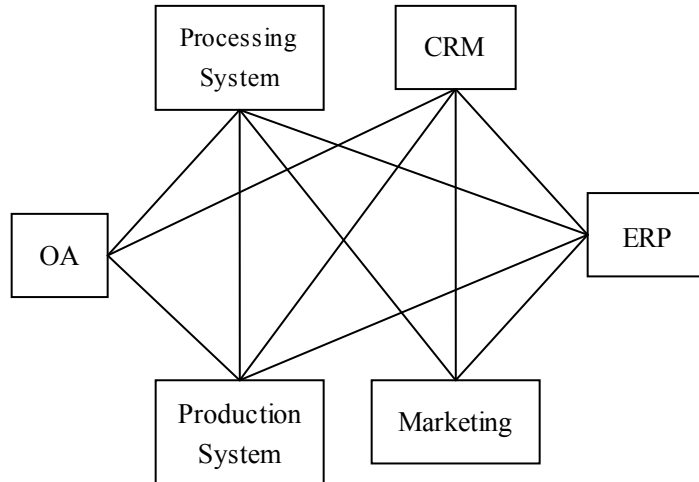 Processing
System
CRM
OA
ERP
Production
System
Marketing